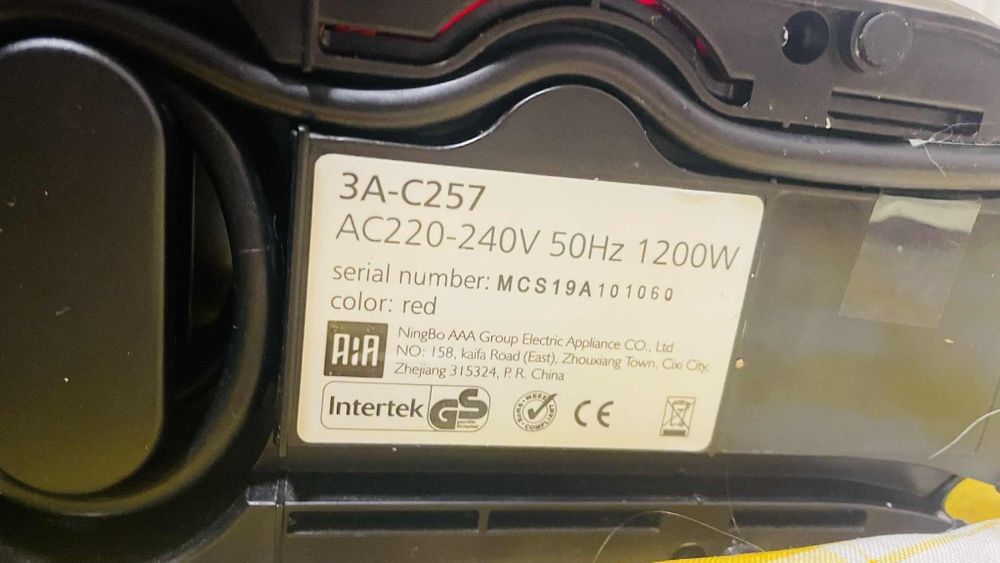 3A-C257
AC220-240V 50Hz 1200W
serial number: MCS19A101060
color: red
AAA
NingBo AAA Group Electric Appliance CO., Ltd
NO: 158, kaifa Road (East), Zhouxiang Town, Cixi City,
Zhejiang 315324, P. R. China
Intertek
GS
CE